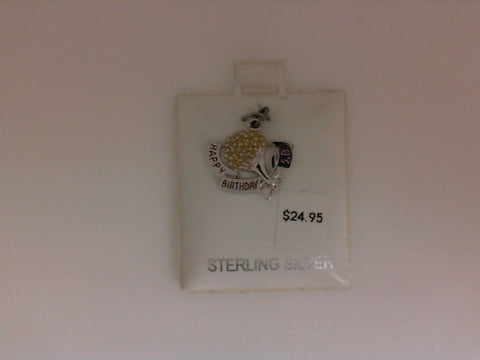 HAPPY
BIRTHDAY
$24.95
STERLING SILVER